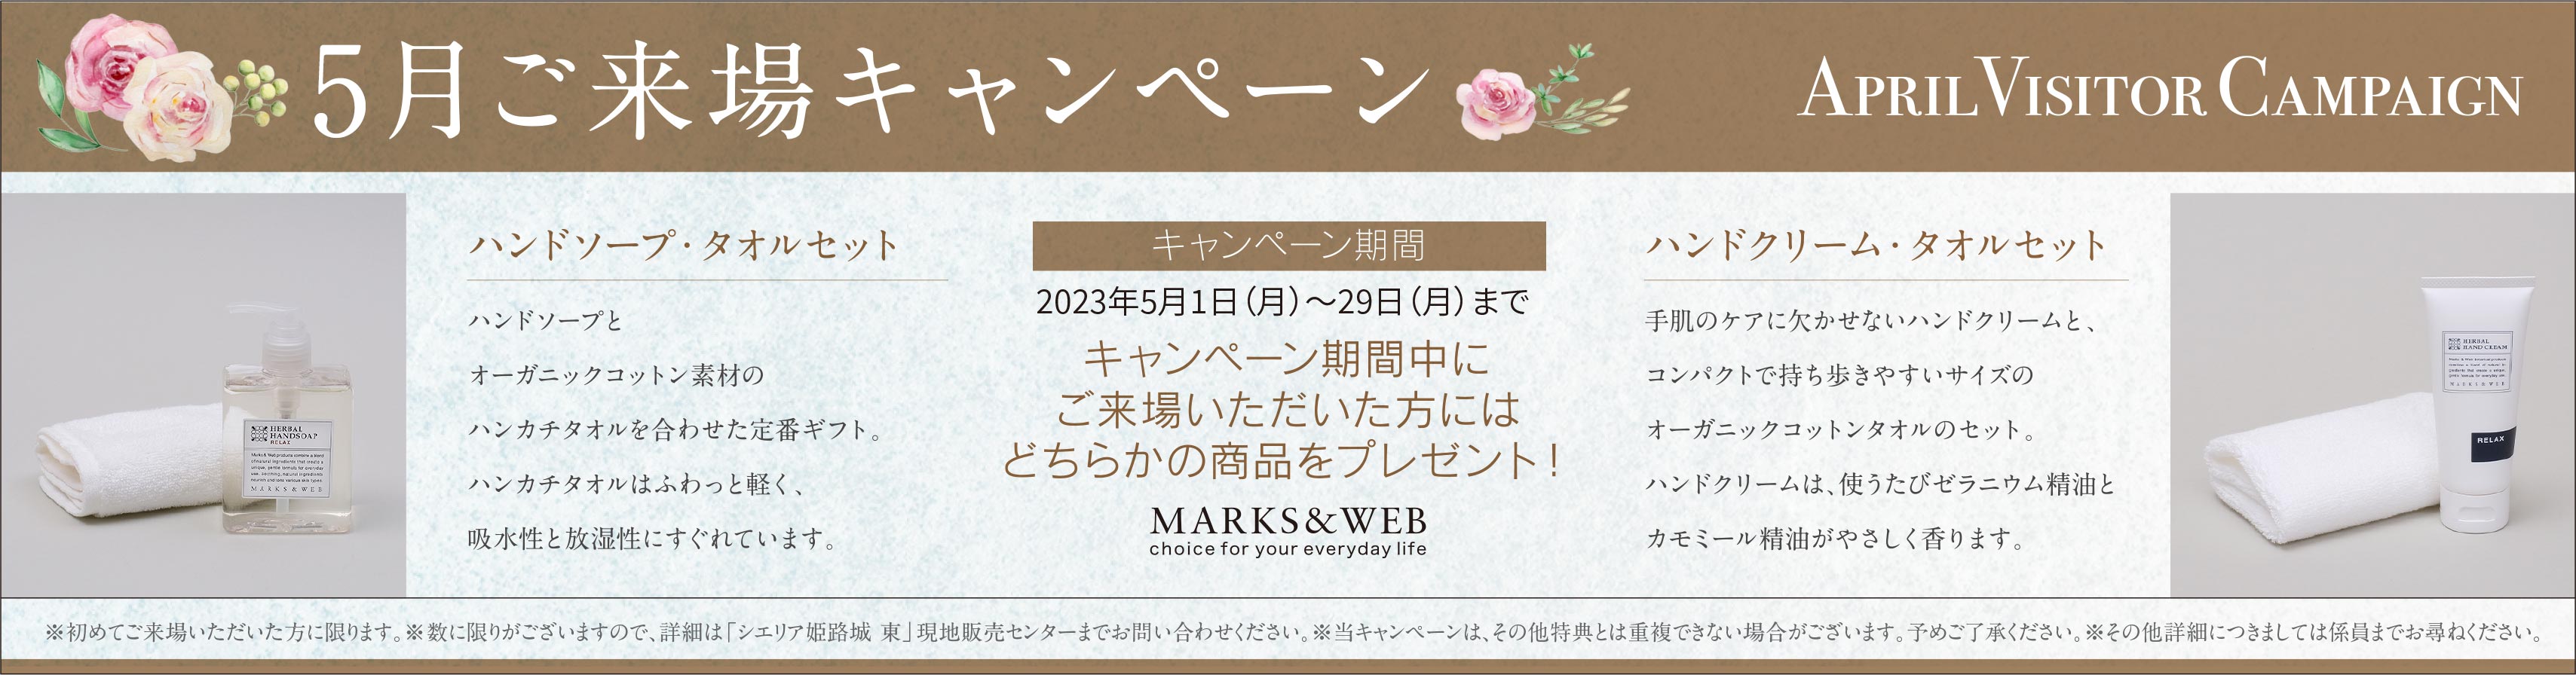 5月ご来場キャンペーン
APRIL VISITOR CAMPAIGN
ハンドソープ・タオルセット
ハンドソープと
オーガニックコットン素材の
ハンカチタオルを合わせた定番ギフト。
ハンカチタオルはふわっと軽く、
吸水性と放湿性にすぐれています。
HERBAL
HANDSOAP
RELAX
MARKS & WEB
キャンペーン期間
2023年5月1日（月）～29日（月）まで
キャンペーン期間中に
ご来場いただいた方には
どちらかの商品をプレゼント！
MARKS&WEB
choice for your everyday life
ハンドクリーム・タオルセット
手肌のケアに欠かせないハンドクリームと、
コンパクトで持ち歩きやすいサイズの
オーガニックコットンタオルのセット。
ハンドクリームは、使うたびゼラニウム精油と
カモミール精油がやさしく香ります。
HERBAL
HAND CREAM
MARKS & WEB
RELAX
※初めてご来場いただいた方に限ります。※数に限りがございますので、詳細は「シエリア姫路城 東」現地販売センターまでお問い合わせください。※当キャンペーンは、その他特典とは重複できない場合がございます。予めご了承ください。※その他詳細につきましては係員までお尋ねください。